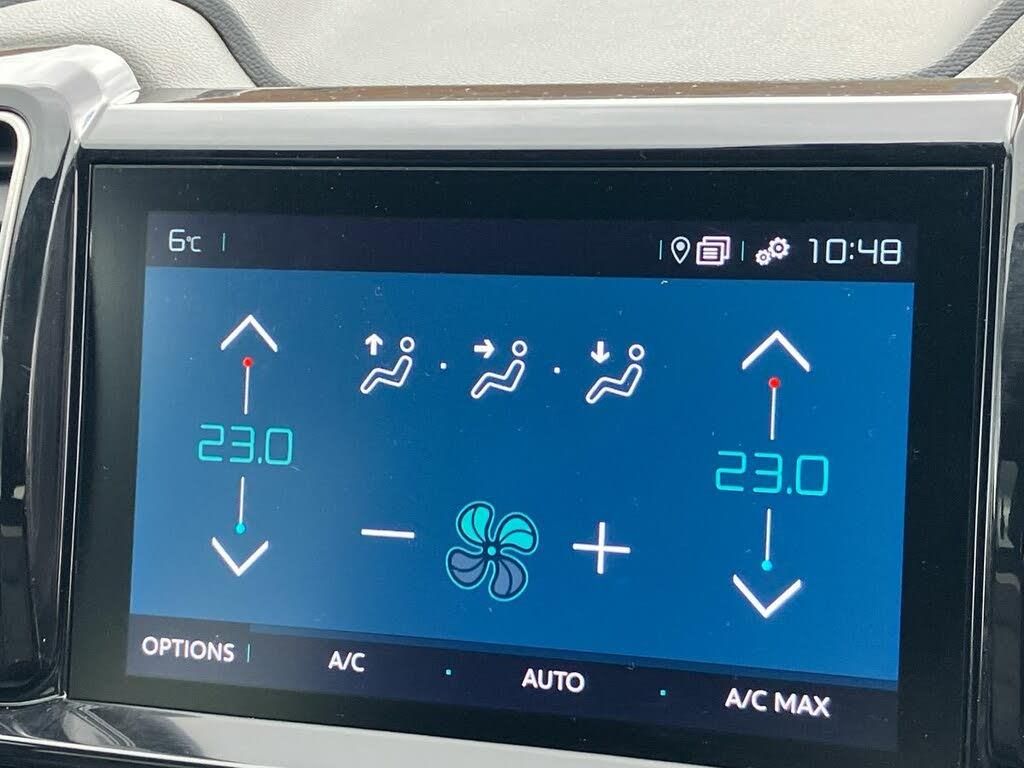 6°C
10:48
23.0
23.0
OPTIONS
A/C
AUTO
A/C MAX